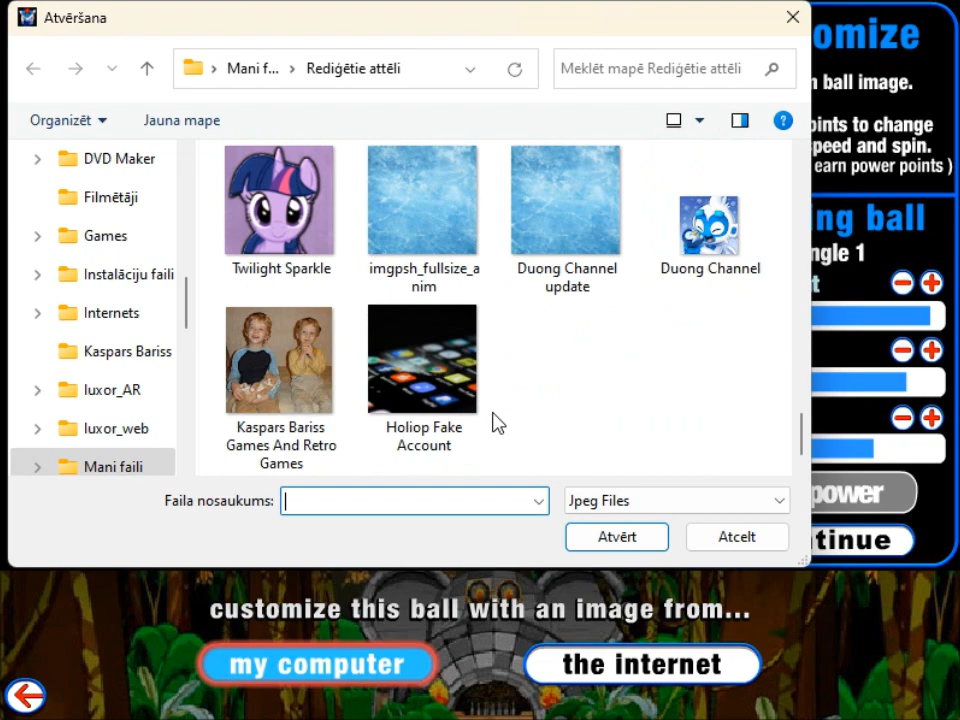 Atvēršana
Mani f... > Rediģētie attēli
Meklēt mapē Rediģētie attēli
Organizēt
Jauna mape
DVD Maker
Filmētāji
Games
Instalāciju faili
Internets
Kaspars Bariss
luxor_AR
luxor_web
Mani faili
Twilight Sparkle
imgpsh_fullsize_a
nim
Duong Channel
update
Duong Channel
Kaspars Bariss
Games And Retro
Games
Holiop Fake
Account
Faila nosaukums:
Jpeg Files
Atvērt
Atcelt
omize
ball image.
ints to change
peed and spin.
earn power points )
ng ball
ngle 1
power
tinue
customize this ball with an image from...
my computer
the internet